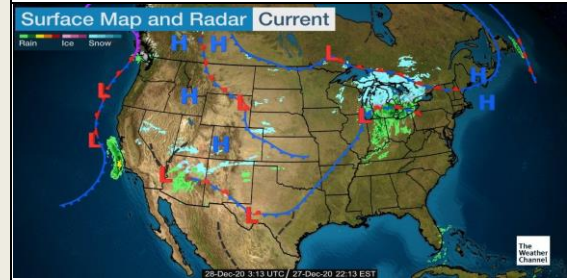 Surface Map and Radar Current
Rain Ice Snow
H H
L
H
H
L
H
L
L
L
H
L
L
28-Dec-20 3:13 UTC / 27-Dec-20 22:13 EST
The
Weather
Channel